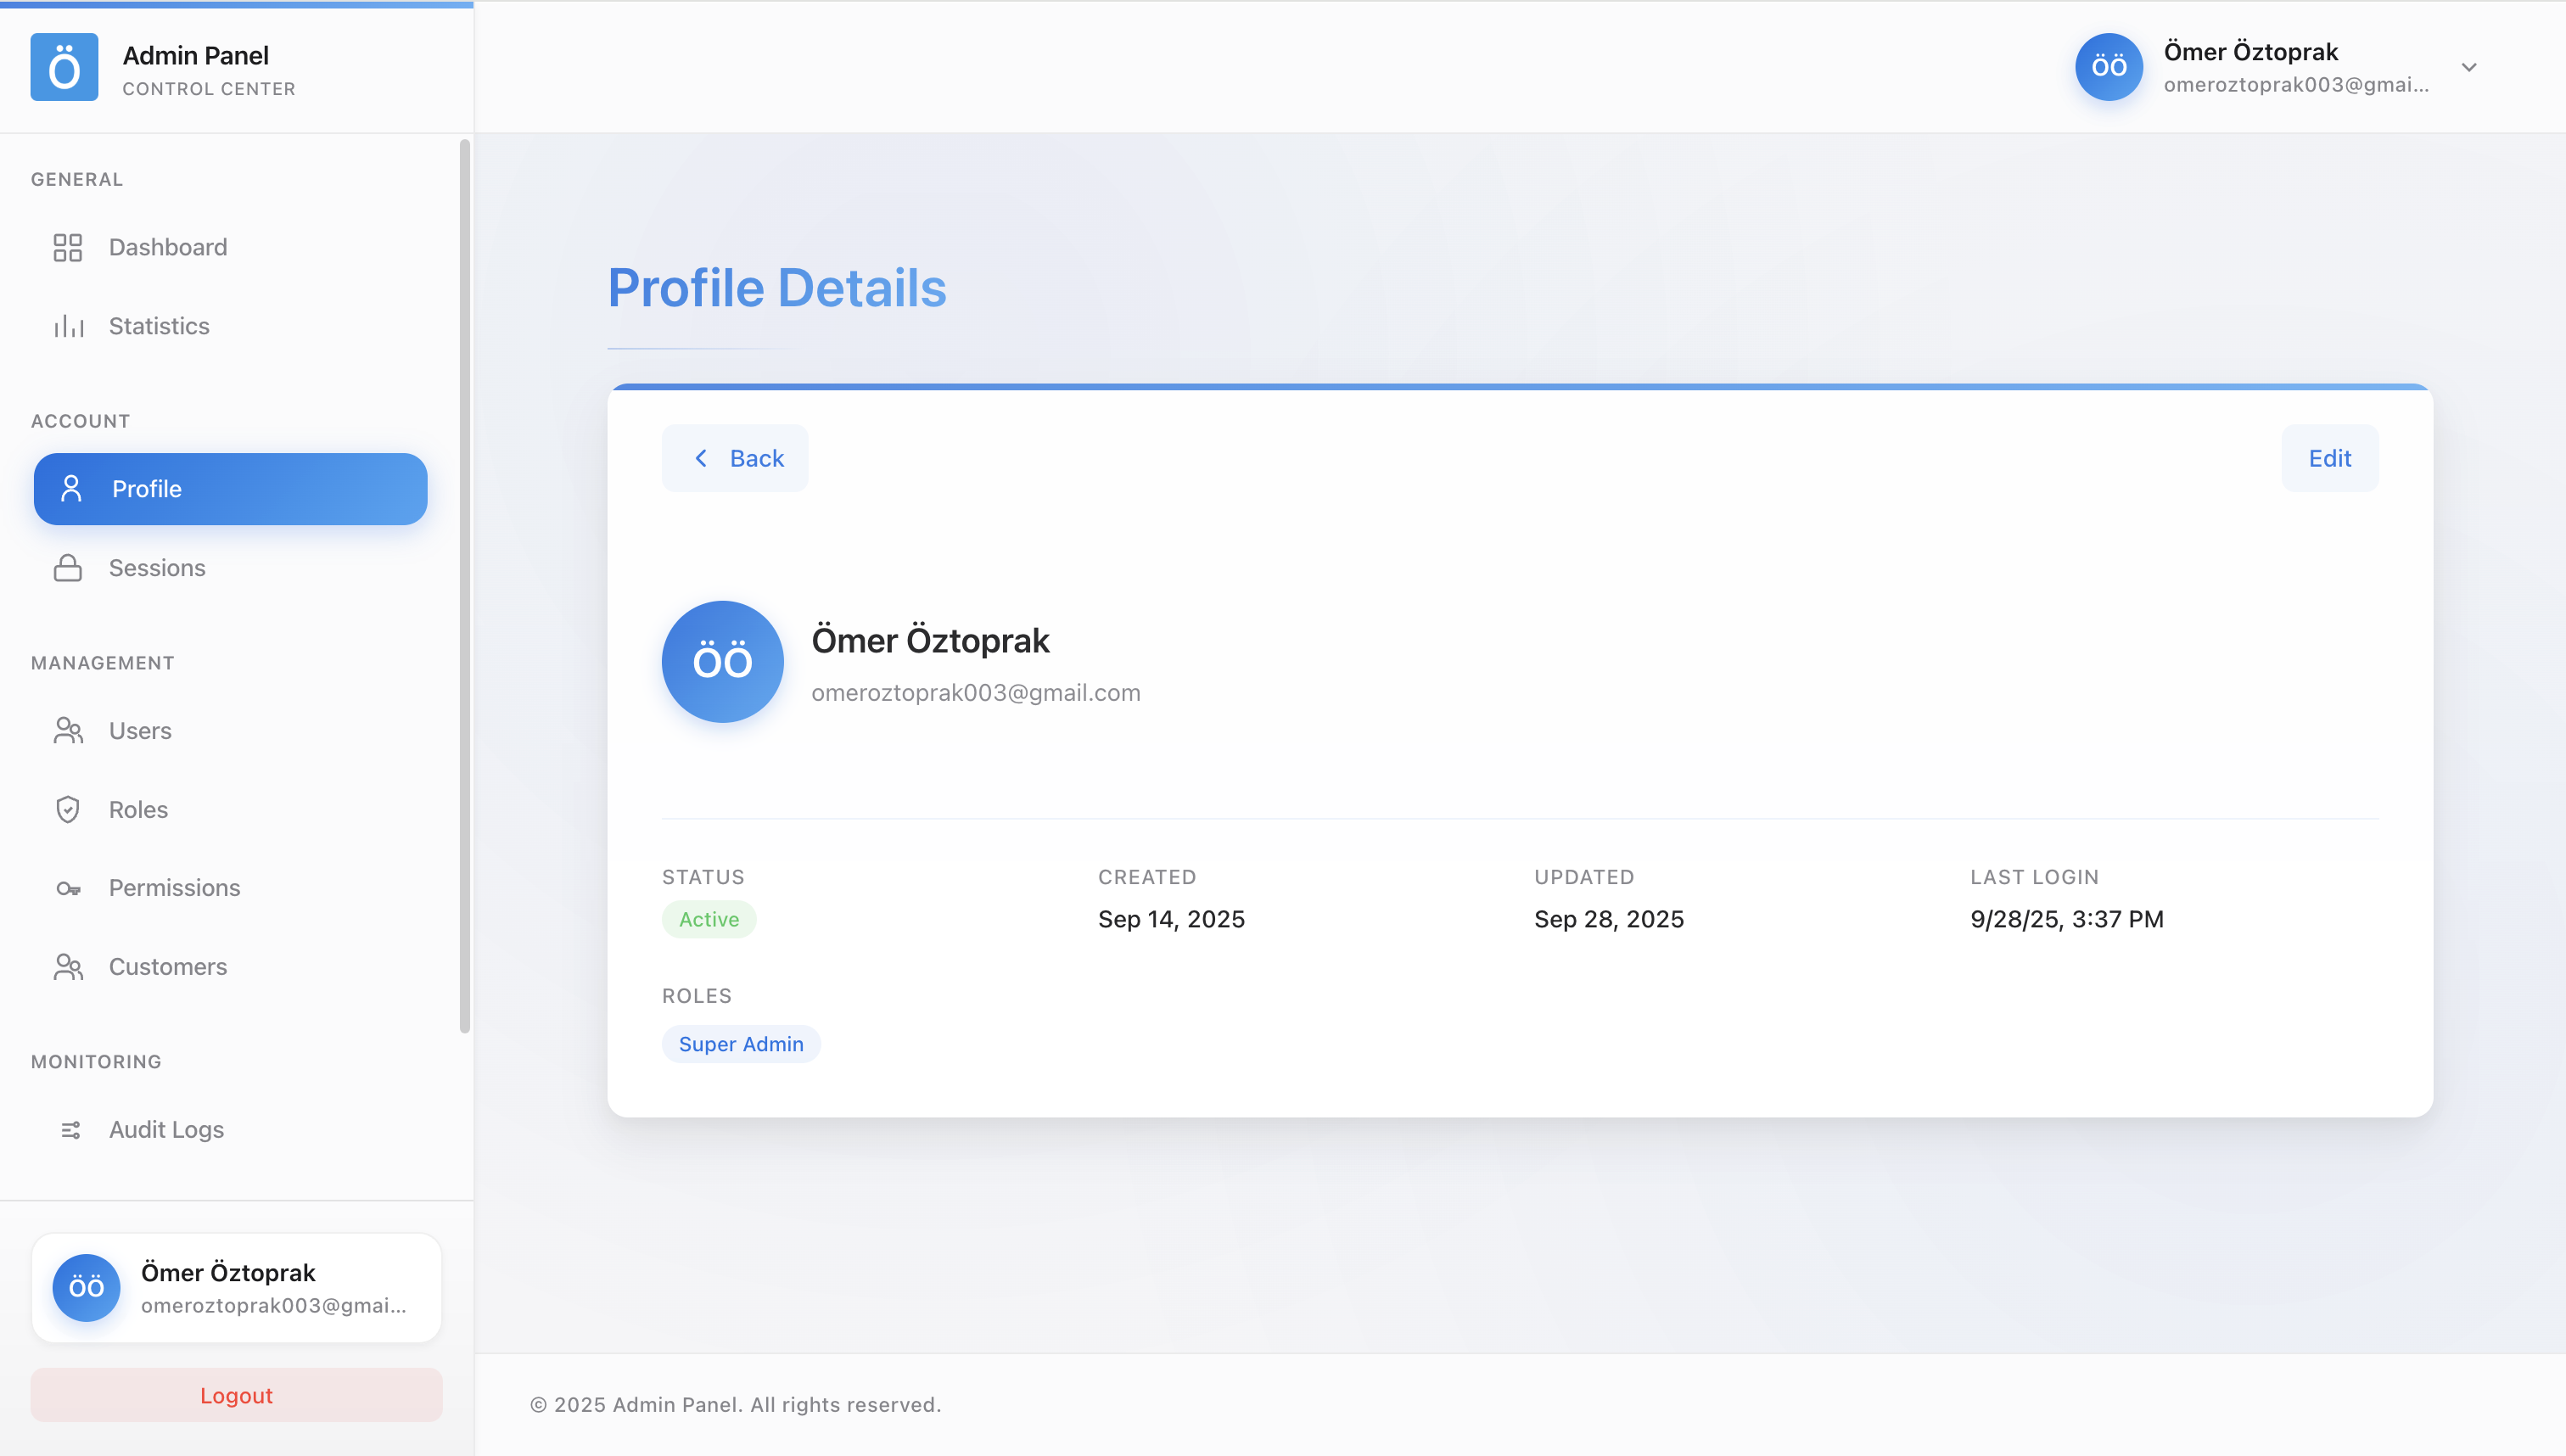 Ö
Admin Panel
CONTROL CENTER
ÖÖ
Ömer Öztoprak
omeroztoprak003@gmai...
GENERAL
Dashboard
Statistics
ACCOUNT
Profile
Sessions
MANAGEMENT
Users
Roles
Permissions
Customers
MONITORING
Audit Logs
ÖÖ
Ömer Öztoprak
omeroztoprak003@gmai...
Logout
Profile Details
Back
Edit
ÖÖ
Ömer Öztoprak
omeroztoprak003@gmail.com
STATUS
Active
CREATED
Sep 14, 2025
UPDATED
Sep 28, 2025
LAST LOGIN
9/28/25, 3:37 PM
ROLES
Super Admin
© 2025 Admin Panel. All rights reserved.